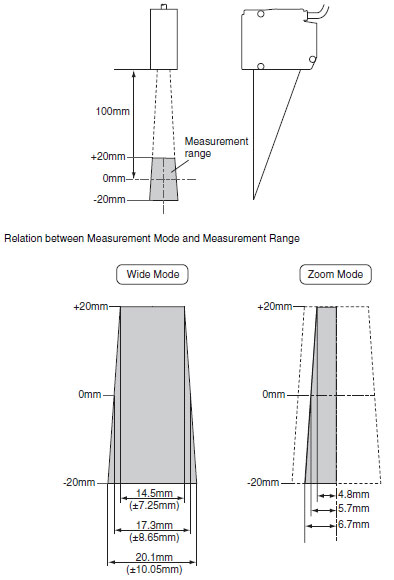 100mm
Measurement
range
+20mm
0mm
-20mm
Relation between Measurement Mode and Measurement Range
Wide Mode
Zoom Mode
+20mm
0mm
-20mm
14.5mm
(±7.25mm)
17.3mm
(±8.65mm)
20.1mm
(±10.05mm)
+20mm
0mm
-20mm
4.8mm
5.7mm
6.7mm